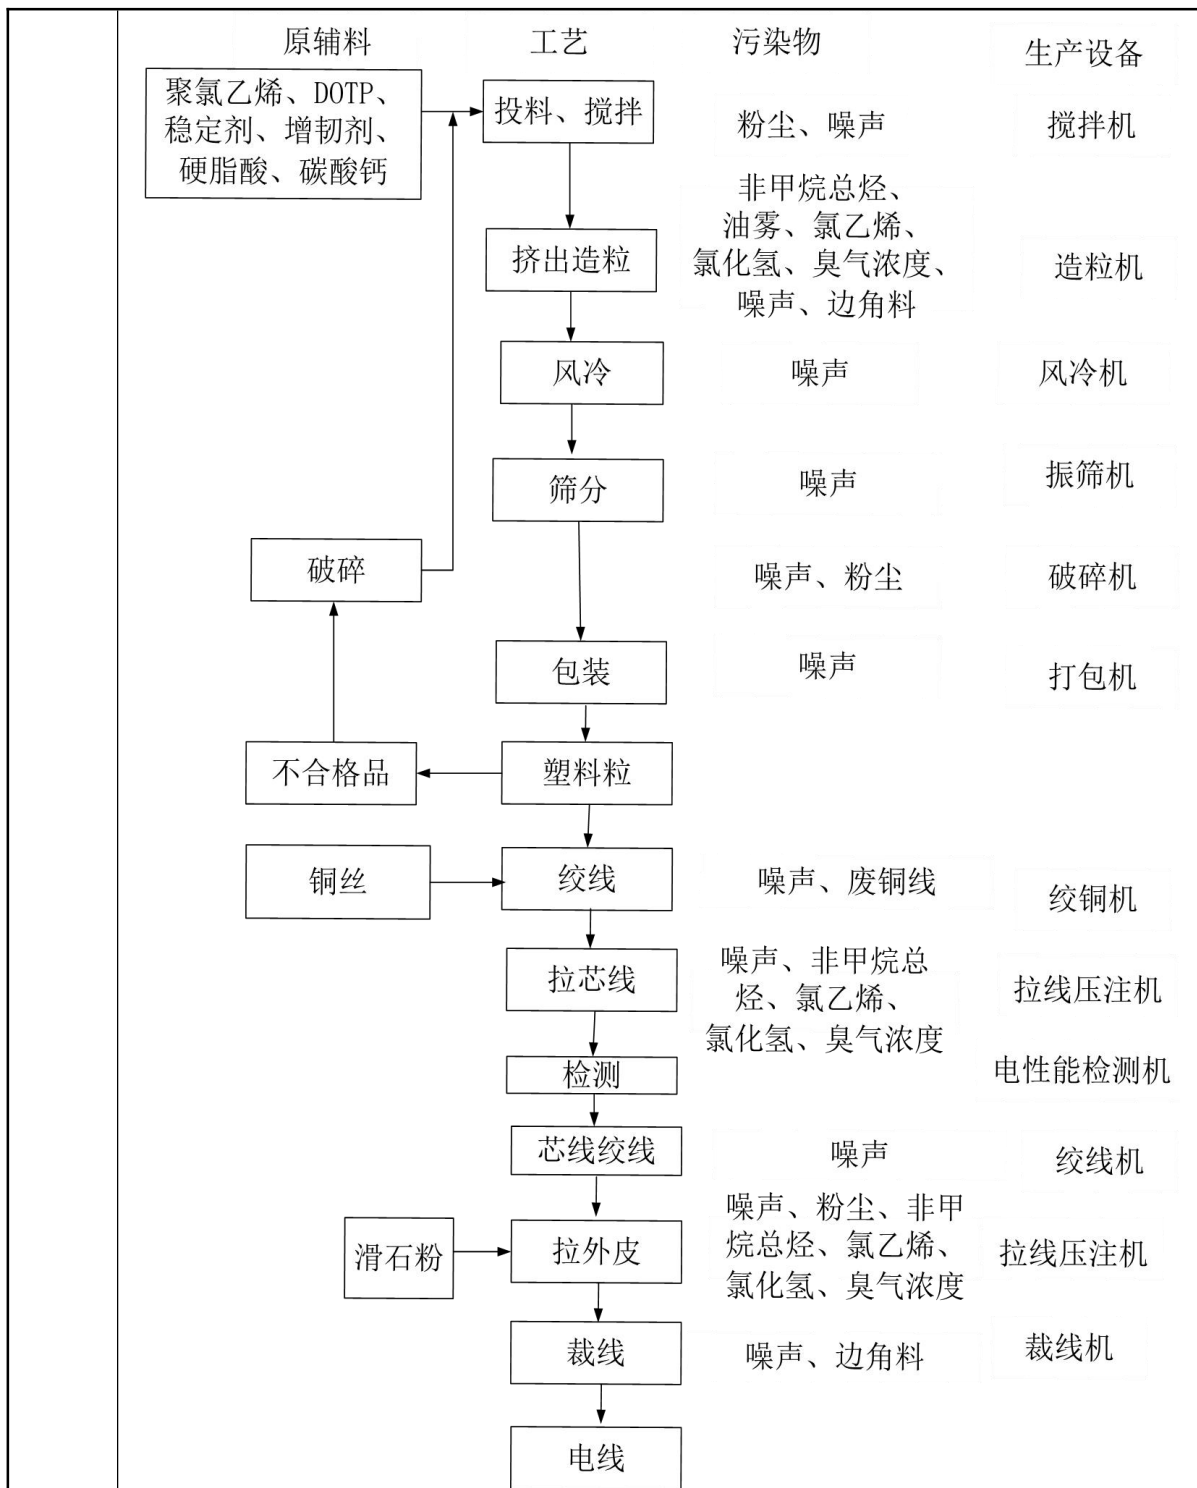 原辅料
工艺
污染物
生产设备
聚氯乙烯、DOTP、
稳定剂、增韧剂、
硬脂酸、碳酸钙
投料、搅拌
粉尘、噪声
搅拌机
挤出造粒
非甲烷总烃、
油雾、氯乙烯、
氯化氢、臭气浓度、
噪声、边角料
造粒机
风冷
噪声
风冷机
筛分
噪声
振筛机
破碎
噪声、粉尘
破碎机
包装
噪声
打包机
不合格品
塑料粒
铜丝
绞线
噪声、废铜线
绞铜机
拉芯线
噪声、非甲烷总
烃、氯乙烯、
氯化氢、臭气浓度
拉线压注机
检测
电性能检测机
芯线绞线
噪声
绞线机
滑石粉
拉外皮
噪声、粉尘、非甲
烷总烃、氯乙烯、
氯化氢、臭气浓度
拉线压注机
裁线
噪声、边角料
裁线机
电线